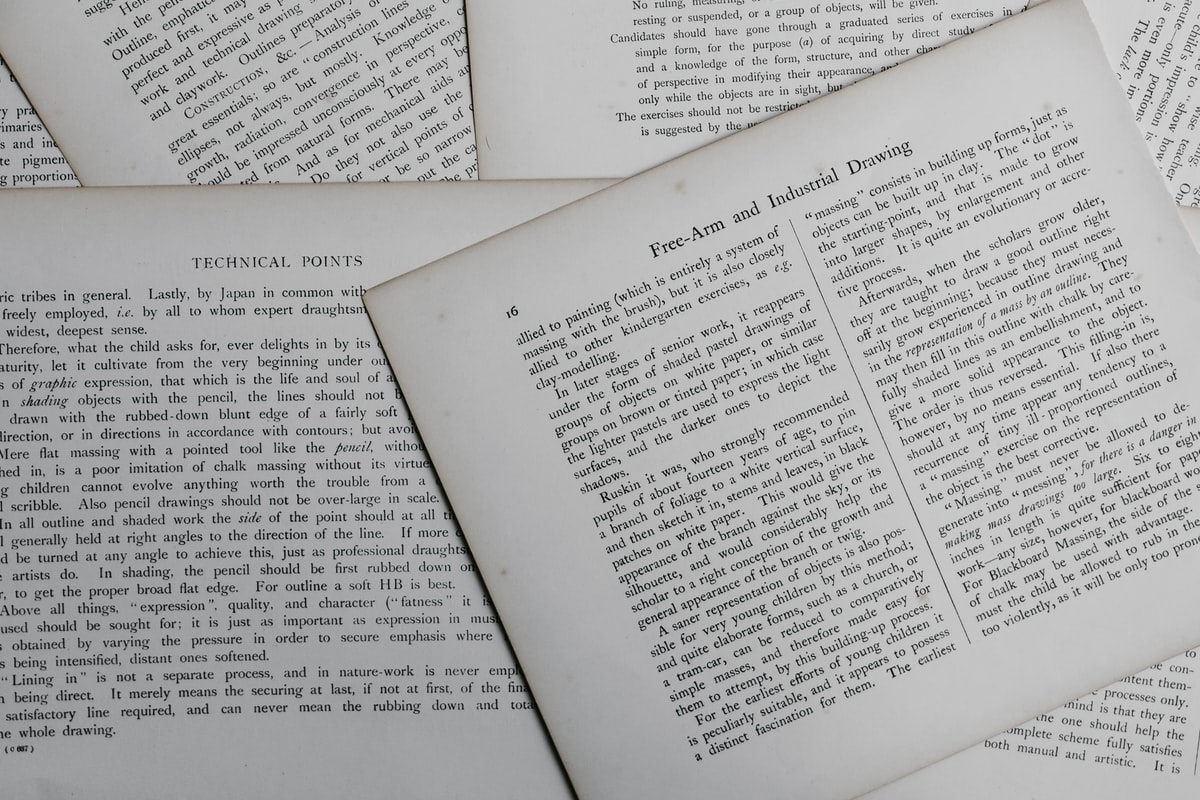 with the pen
Outline, emphatic
produced first, it may
perfect and expressive as p
work and technical drawing s
and claywork. Outlines preparatory
CONSTRUCTION, &c.—Analysis o
great essentials; so are "construction lines"
ellipses, not always, but mostly. Knowledge o
growth, radiation, convergence in perspective,
ould be impressed unconsciously at every oppo
ted from natural forms. There may be
And as for mechanical aids an
Do they not also use the
for vertical points of
or be so narrow
out the ca
the pr
No ruling, measuring,
resting or suspended, or a group of objects, will be given.
Candidates should have gone through a graduated series of exercises in
simple form, for the purpose (a) of acquiring by direct study
and a knowledge of the form, structure, and other char
of perspective in modifying their appearance, and
only while the objects are in sight, but
The exercises should not be restricte
is suggested by the
TECHNICAL POINTS
ric tribes in general. Lastly, by Japan in common with
freely employed, i.e. by all to whom expert draughtsm
widest, deepest sense.
Therefore, what the child asks for, ever delights in by its
aturity, let it cultivate from the very beginning under ou
s of graphic expression, that which is the life and soul of a
n shading objects with the pencil, the lines should not b
drawn with the rubbed-down blunt edge of a fairly soft
direction, or in directions in accordance with contours; but avoi
Mere flat massing with a pointed tool like the pencil, withou
hed in, is a poor imitation of chalk massing without its virtue
g children cannot evolve anything worth the trouble from a
l scribble. Also pencil drawings should not be over-large in scale.
In all outline and shaded work the side of the point should at all ti
l generally held at right angles to the direction of the line. If more
d be turned at any angle to achieve this, just as professional draughts
e artists do. In shading, the pencil should be first rubbed down on
r, to get the proper broad flat edge. For outline a soft HB is best.
Above all things, "expression", quality, and character ("fatness" it is
used should be sought for; it is just as important as expression in musi
s obtained by varying the pressure in order to secure emphasis where
s being intensified, distant ones softened.
"Lining in" is not a separate process, and in nature-work is never empl
n being direct. It merely means the securing at last, if not at first, of the fina
satisfactory line required, and can never mean the rubbing down and tota
he whole drawing.
(C 687)
16
Free-Arm and Industrial Drawing
allied to painting (which is entirely a system of
massing with the brush), but it is also closely
allied to other kindergarten exercises, as e.g.
clay-modelling.
In later stages of senior work, it reappears
under the form of shaded pastel drawings of
groups of objects on white paper, or similar
groups on brown or tinted paper; in which case
the lighter pastels are used to express the light
surfaces, and the darker ones to depict the
shadows.
Ruskin it was, who strongly recommended
pupils of about fourteen years of age, to pin
a branch of foliage to a white vertical surface,
and then sketch it in, stems and leaves, in black
patches on white paper. This would give the
appearance of the branch against the sky, or its
silhouette, and would considerably help the
scholar to a right conception of the growth and
general appearance of the branch or twig.
A saner representation of objects is also pos-
sible for very young children by this method;
and quite elaborate forms, such as a church, or
a tram-car, can be reduced to comparatively
simple masses, and therefore made easy for
them to attempt, by this building-up process.
For the earliest efforts of young children it
is peculiarly suitable, and it appears to possess
a distinct fascination for them. The earliest
"massing" consists in building up forms, just as
objects can be built up in clay. The "dot" is
the starting-point, and that is made to grow
into larger shapes, by enlargement and other
additions. It is quite an evolutionary or accre-
tive process.
Afterwards, when the scholars grow older,
they are taught to draw a good outline right
off at the beginning; because they must neces-
sarily grow experienced in outline drawing and
in the representation of a mass by an outline. They
may then fill in this outline with chalk by care-
fully shaded lines as an embellishment, and to
give a more solid appearance to the object.
The order is thus reversed. This filling-in is,
however, by no means essential. If also there
should at any time appear any tendency to a
recurrence of tiny ill-proportioned outlines,
a "massing" exercise on the representation of
the object is the best corrective.
"Massing" must never be allowed to de-
generate into "messing", for there is a danger in
making mass drawings too large. Six to eigh
inches in length is quite sufficient for pape
work—any size, however, for blackboard wo
For Blackboard Massing, the side of the s
of chalk may be used with advantage.
must the child be allowed to rub in the
too violently, as it will be only too pron
to
be con-
ntent them-
processes only.
mind is that they are
the one should help the
omplete scheme fully satisfies
both manual and artistic. It is